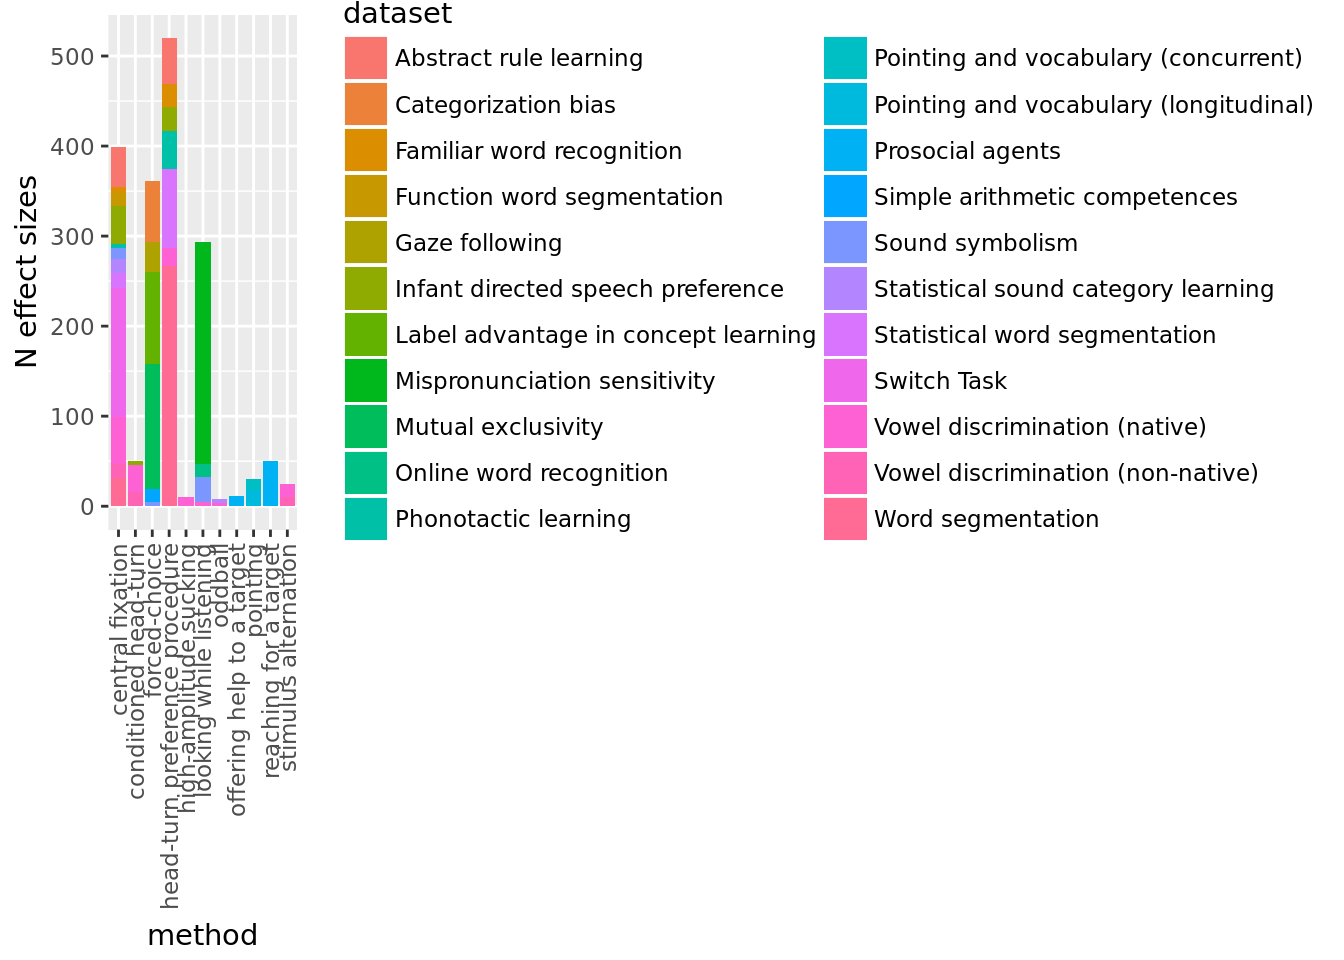 dataset
Abstract rule learning
Categorization bias
Familiar word recognition
Function word segmentation
Gaze following
Infant directed speech preference
Label advantage in concept learning
Mispronunciation sensitivity
Mutual exclusivity
Online word recognition
Phonotactic learning
Pointing and vocabulary (concurrent)
Pointing and vocabulary (longitudinal)
Prosocial agents
Simple arithmetic competences
Sound symbolism
Statistical sound category learning
Statistical word segmentation
Switch Task
Vowel discrimination (native)
Vowel discrimination (non-native)
Word segmentation
N effect sizes
500
400
300
200
100
0
central fixation
conditioned head-turn
forced-choice
head-turn preference procedure
high-amplitude sucking
looking while listening
oddball
offering help to a target
pointing
reaching for a target
stimulus alternation
method